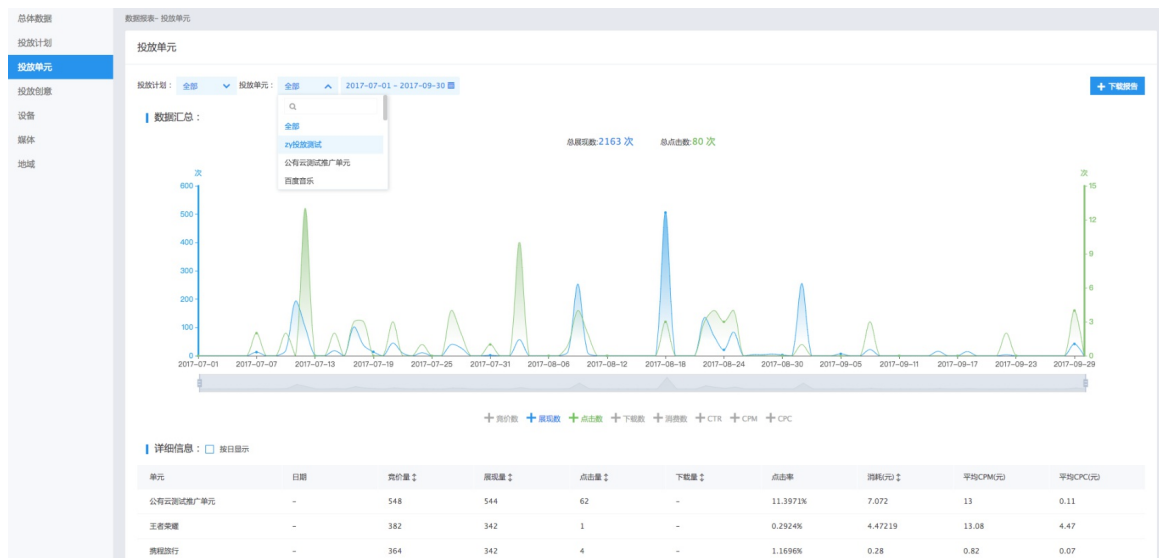 总体数据
投放计划
投放单元
投放创意
设备
媒体
地域
数据报表- 投放单元
投放单元
投放计划： 全部 投放单元： 全部 2017-07-01 ~ 2017-09-30
下载报告
全部
zy投放测试
公有云测试推广单元
百度音乐
数据汇总：
总展现数:2163 次 总点击数:80 次
次 次
600 15
500
12
400
9
300
200 6
100 3
0 0
2017-07-01 2017-07-07 2017-07-13 2017-07-19 2017-07-25 2017-07-31 2017-08-06 2017-08-12 2017-08-18 2017-08-24 2017-08-30 2017-09-05 2017-09-11 2017-09-17 2017-09-23 2017-09-29
竞价数 展现数 点击数 下载数 消费数 CTR CPM CPC
详细信息： 按日显示
单元 日期 竞价量 展现量 点击量 下载量 点击率 消耗(元) 平均CPM(元) 平均CPC(元)
公有云测试推广单元 - 548 544 62 - 11.3971% 7.072 13 0.11
王者荣耀 - 382 342 1 - 0.2924% 4.47219 13.08 4.47
携程旅行 - 364 342 4 - 1.1696% 0.28 0.82 0.07